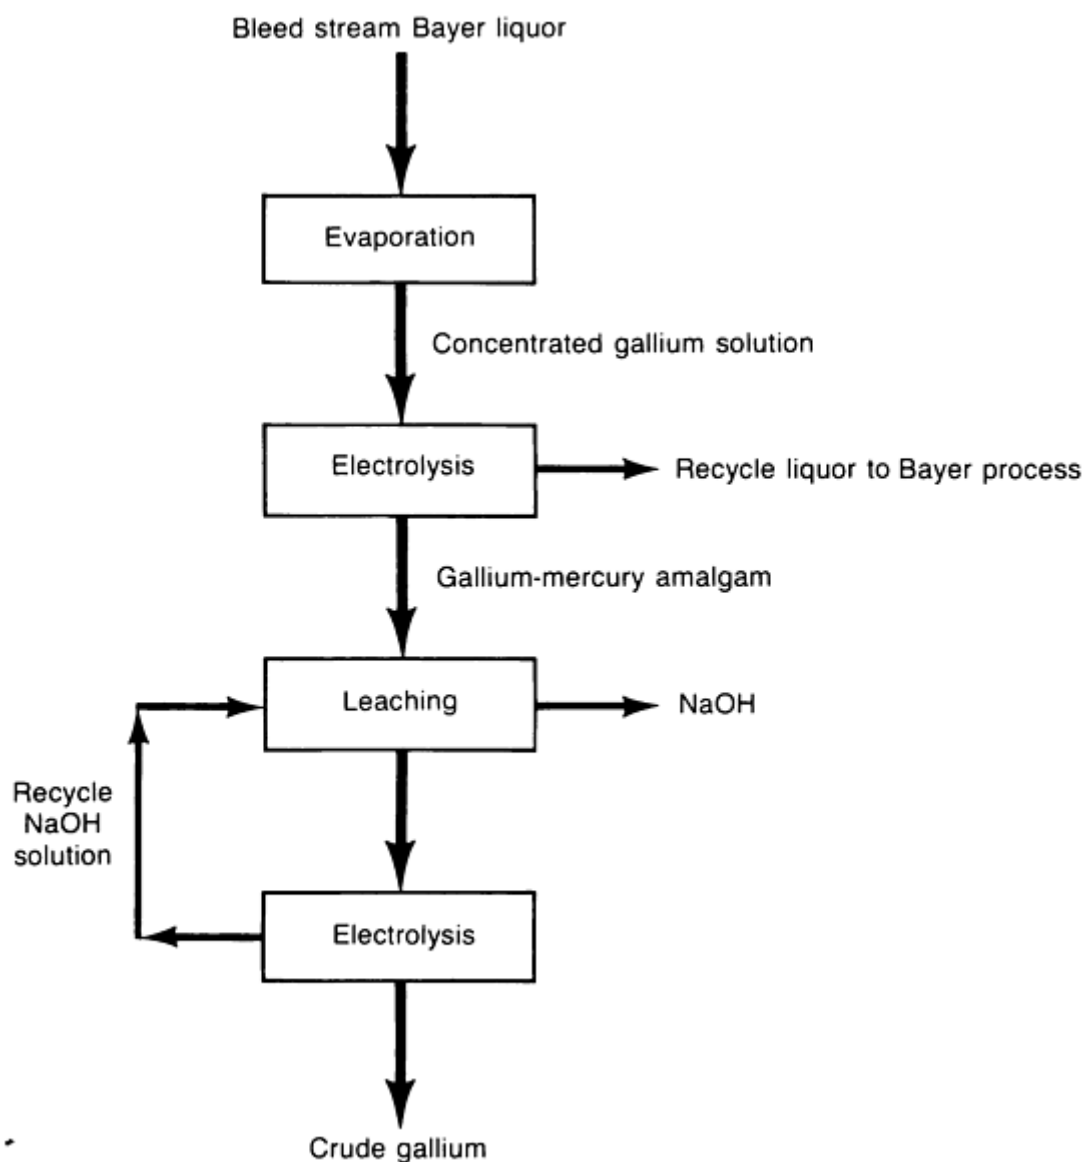 Bleed stream Bayer liquor
Evaporation
Concentrated gallium solution
Electrolysis
Recycle liquor to Bayer process
Gallium-mercury amalgam
Leaching
NaOH
Recycle
NaOH
solution
Electrolysis
Crude gallium